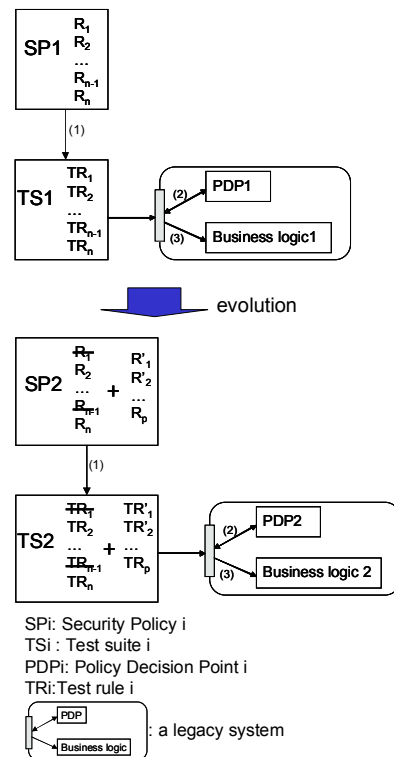 SP1
R1
R2
...
Rn-1
Rn
(1)
TS1
TR1
TR2
...
TRn-1
TRn
(2)
PDP1
(3)
Business logic1
evolution
SP2
R1
R2
...
Rn-1
Rn
+
R'1
R'2
...
Rp
(1)
TS2
TR1
TR2
...
TRn-1
TRn
+
TR'1
TR'2
...
TRp
(2)
PDP2
(3)
Business logic 2
SPi: Security Policy i
TSi : Test suite i
PDPi: Policy Decision Point i
TRi:Test rule i
PDP
Business logic
: a legacy system